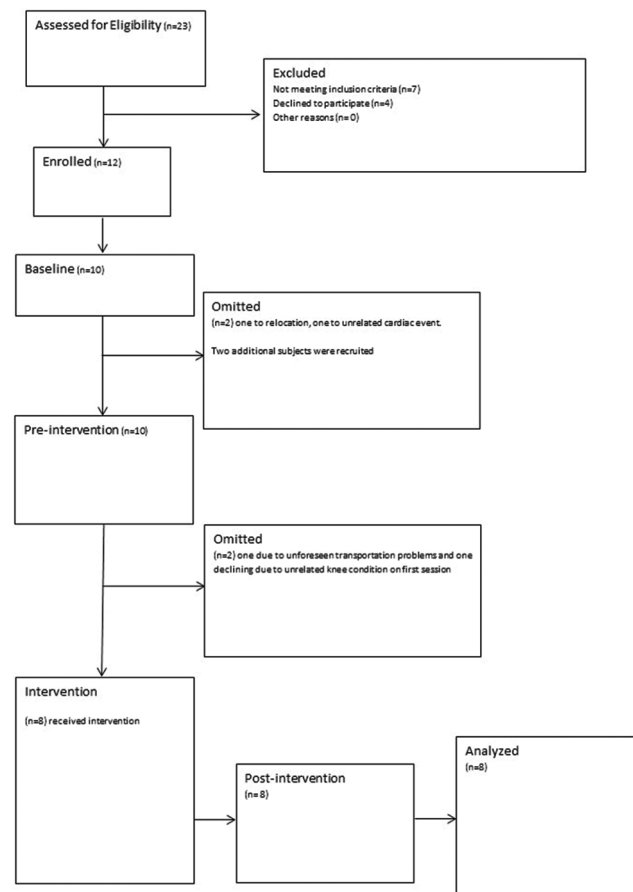 Assessed for Eligibility (n=23)
Excluded
Not meeting inclusion criteria (n=7)
Declined to participate (n=4)
Other reasons (n= 0)
Enrolled (n=12)
Baseline (n=10)
Omitted
(n=2) one to relocation, one to unrelated cardiac event.
Two additional subjects were recruited
Pre-intervention (n=10)
Omitted
(n=2) one due to unforeseen transportation problems and one
declining due to unrelated knee condition on first session
Intervention
(n=8) received intervention
Post-intervention
(n= 8)
Analyzed
(n=8)